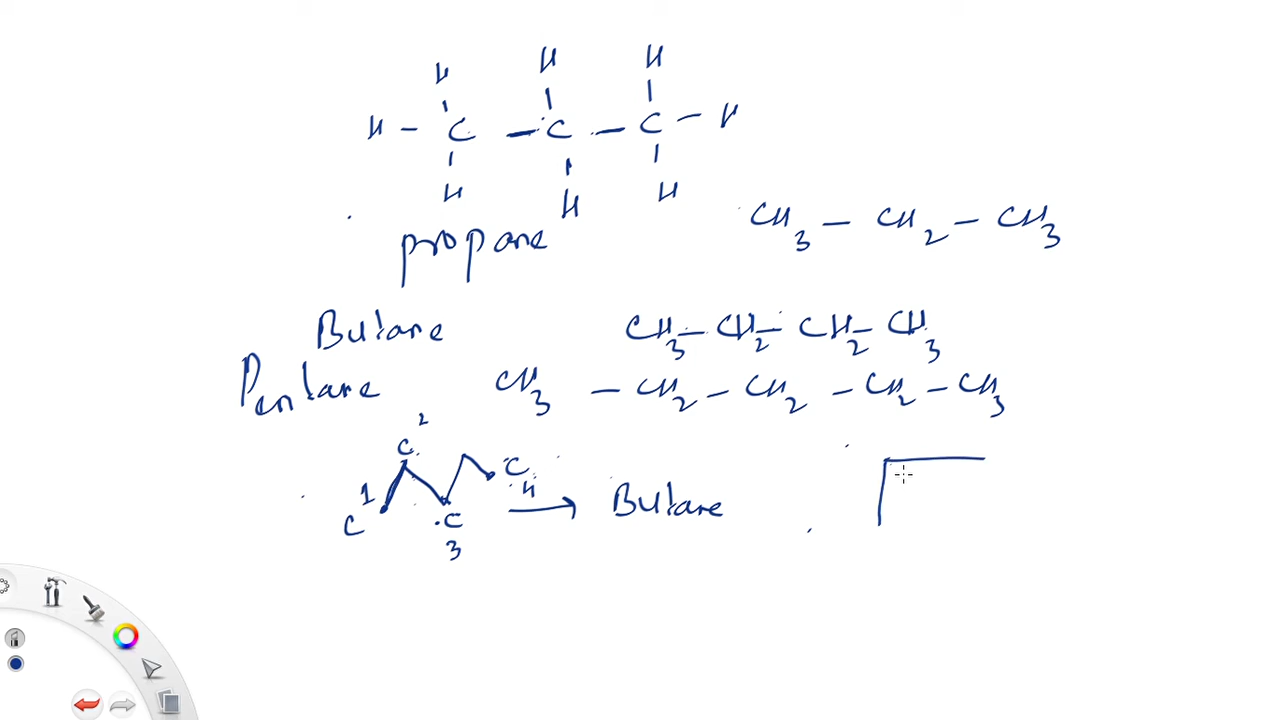 H H H
H - C - C - C - H
H H H
propane CH3 - CH2 - CH3
Butane CH3 - CH2 - CH2 - CH3
Pentane CH3 - CH2 - CH2 - CH2 - CH3
2
C C
1 4
C C → Butane
3